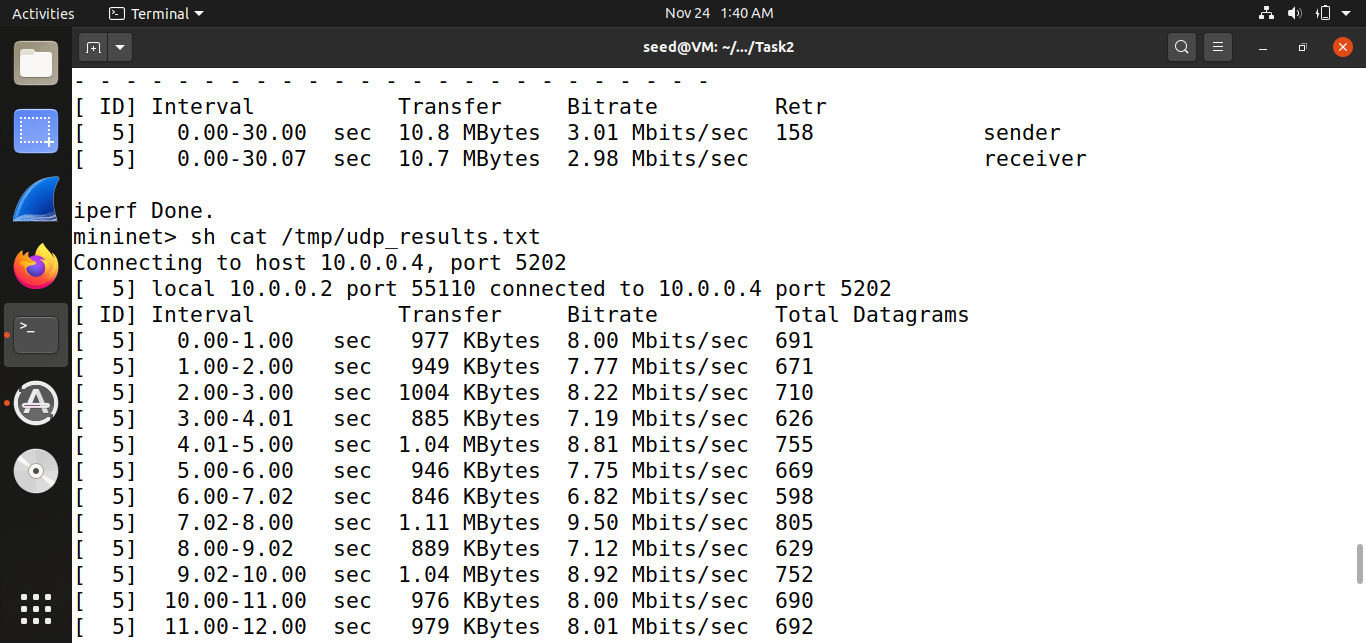 Activities Terminal Nov 24 1:40 AM
seed@VM: ~/.../Task2
- - - - - - - - - - - - - - - - - - - - - - - - -
[ ID] Interval Transfer Bitrate Retr
[ 5] 0.00-30.00 sec 10.8 MBytes 3.01 Mbits/sec 158 sender
[ 5] 0.00-30.07 sec 10.7 MBytes 2.98 Mbits/sec receiver
iperf Done.
mininet> sh cat /tmp/udp_results.txt
Connecting to host 10.0.0.4, port 5202
[ 5] local 10.0.0.2 port 55110 connected to 10.0.0.4 port 5202
[ ID] Interval Transfer Bitrate Total Datagrams
[ 5] 0.00-1.00 sec 977 KBytes 8.00 Mbits/sec 691
[ 5] 1.00-2.00 sec 949 KBytes 7.77 Mbits/sec 671
[ 5] 2.00-3.00 sec 1004 KBytes 8.22 Mbits/sec 710
[ 5] 3.00-4.01 sec 885 KBytes 7.19 Mbits/sec 626
[ 5] 4.01-5.00 sec 1.04 MBytes 8.81 Mbits/sec 755
[ 5] 5.00-6.00 sec 946 KBytes 7.75 Mbits/sec 669
[ 5] 6.00-7.02 sec 846 KBytes 6.82 Mbits/sec 598
[ 5] 7.02-8.00 sec 1.11 MBytes 9.50 Mbits/sec 805
[ 5] 8.00-9.02 sec 889 KBytes 7.12 Mbits/sec 629
[ 5] 9.02-10.00 sec 1.04 MBytes 8.92 Mbits/sec 752
[ 5] 10.00-11.00 sec 976 KBytes 8.00 Mbits/sec 690
[ 5] 11.00-12.00 sec 979 KBytes 8.01 Mbits/sec 692